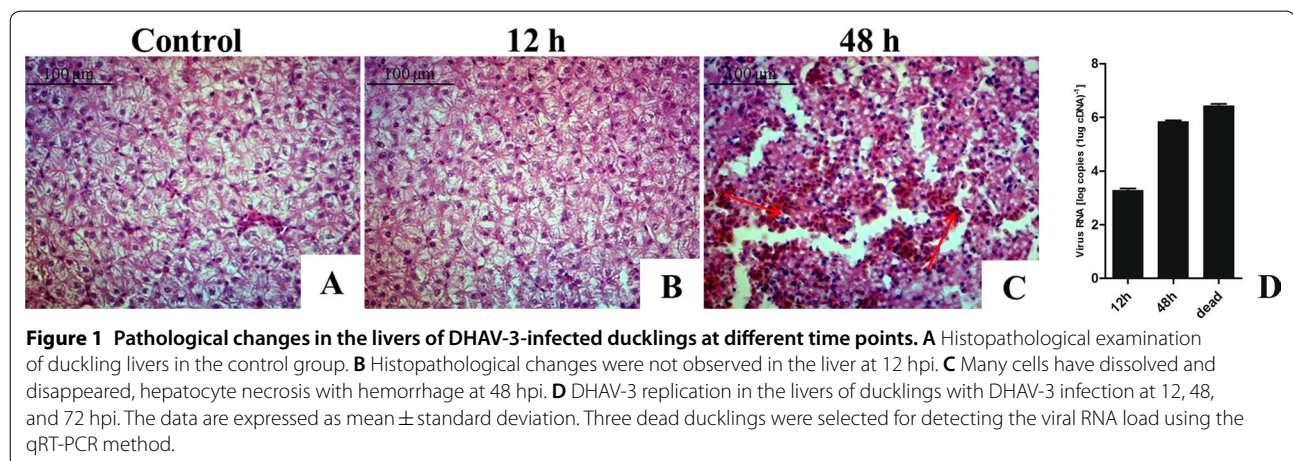 Control
12 h
48 h
100 µm
100 µm
100 µm
A
B
C
Virus RNA [log copies (1ug cDNA)⁻¹
8
6
4
2
0
12h
48h
dead
D
Figure 1 Pathological changes in the livers of DHAV-3-infected ducklings at different time points. A Histopathological examination
of duckling livers in the control group. B Histopathological changes were not observed in the liver at 12 hpi. C Many cells have dissolved and
disappeared, hepatocyte necrosis with hemorrhage at 48 hpi. D DHAV-3 replication in the livers of ducklings with DHAV-3 infection at 12, 48,
and 72 hpi. The data are expressed as mean ± standard deviation. Three dead ducklings were selected for detecting the viral RNA load using the
qRT-PCR method.